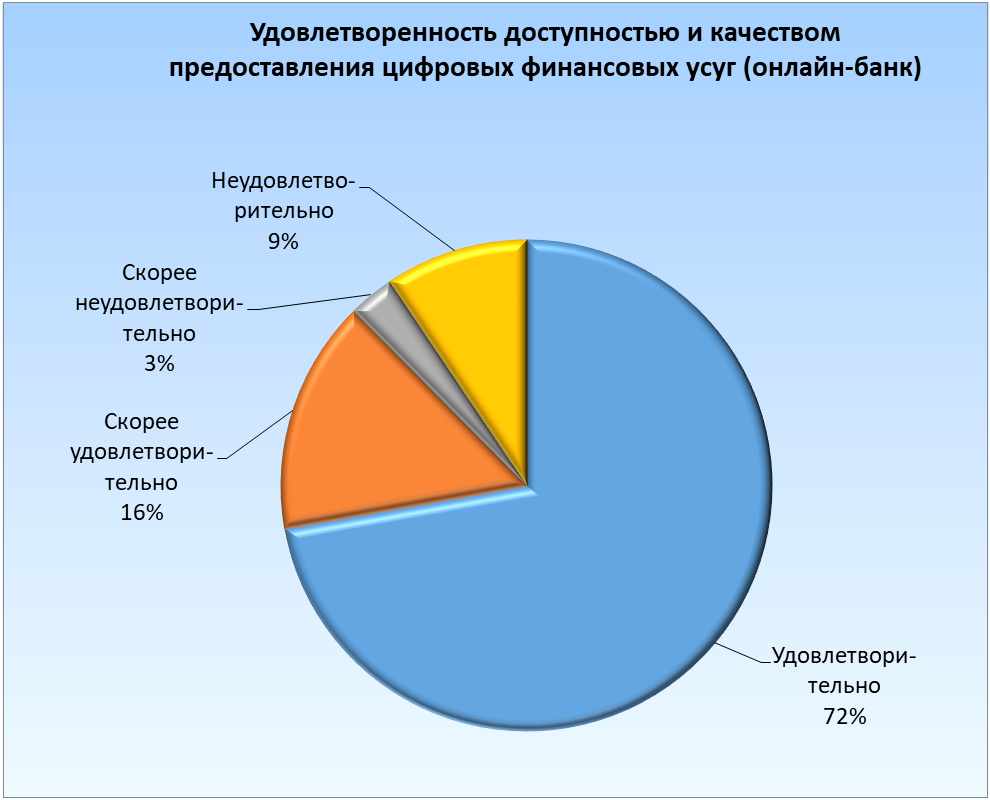 Удовлетворенность доступностью и качеством
предоставления цифровых финансовых усуг (онлайн-банк)
Неудовлетво-
рительно
9%
Скорее
неудовлетвори-
тельно
3%
Скорее
удовлетвори-
тельно
16%
Удовлетвори-
тельно
72%